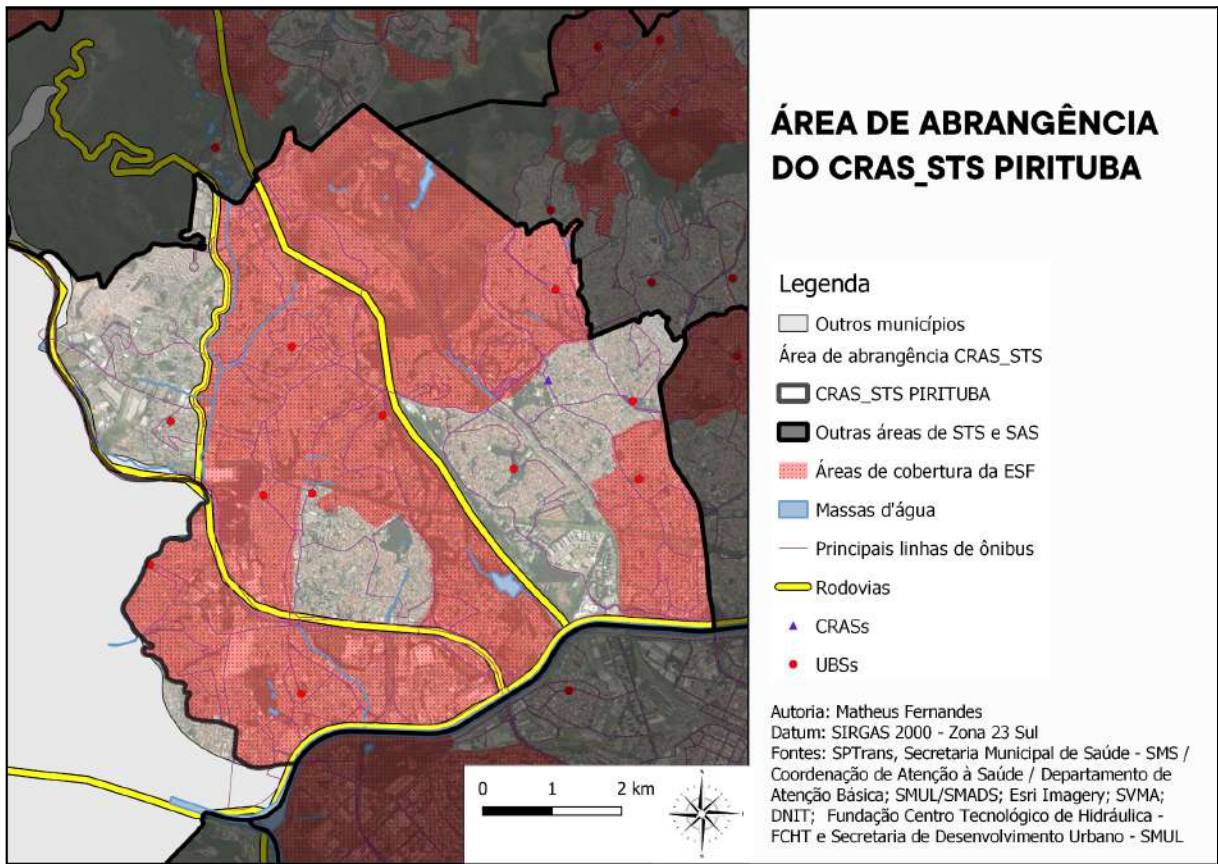 ÁREA DE ABRANGÊNCIA
DO CRAS_STS PIRITUBA
Legenda
Outros municípios
Área de abrangência CRAS_STS
CRAS_STS PIRITUBA
Outras áreas de STS e SAS
Áreas de cobertura da ESF
Massas d'água
Principais linhas de ônibus
Rodovias
CRASs
UBSs
Autoria: Matheus Fernandes
Datum: SIRGAS 2000 - Zona 23 Sul
Fontes: SPTrans, Secretaria Municipal de Saúde - SMS /
Coordenação de Atenção à Saúde / Departamento de
Atenção Básica; SMUL/SMADS; Esri Imagery; SVMA;
DNIT; Fundação Centro Tecnológico de Hidráulica -
FCHT e Secretaria de Desenvolvimento Urbano - SMUL
0 1 2 km